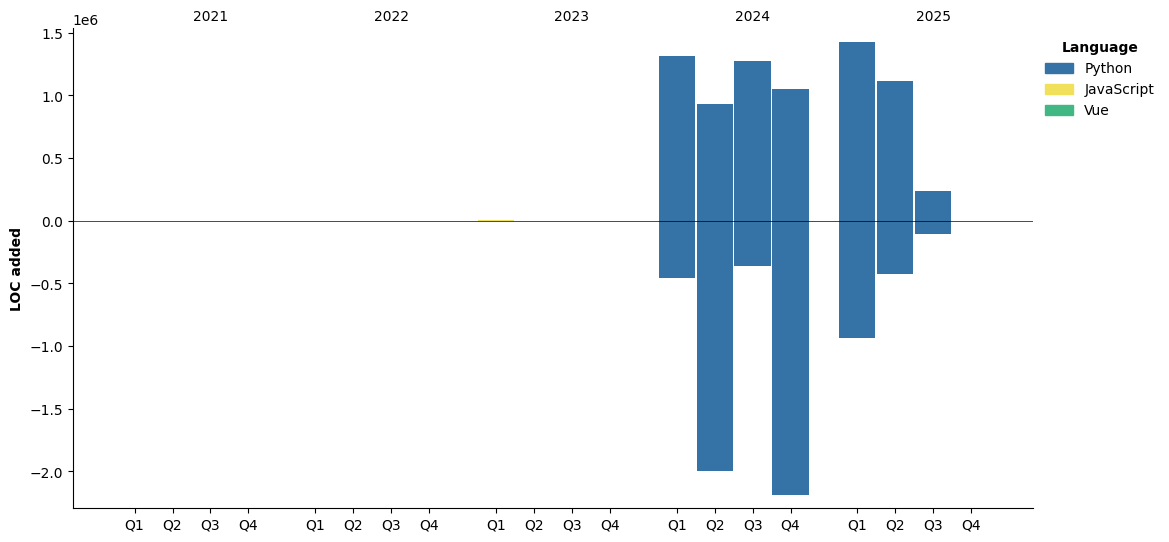 1e6
2021 2022 2023 2024 2025
1.5
1.0
0.5
0.0
−0.5
−1.0
−1.5
−2.0
LOC added
Q1 Q2 Q3 Q4 Q1 Q2 Q3 Q4 Q1 Q2 Q3 Q4 Q1 Q2 Q3 Q4 Q1 Q2 Q3 Q4
Language
Python
JavaScript
Vue